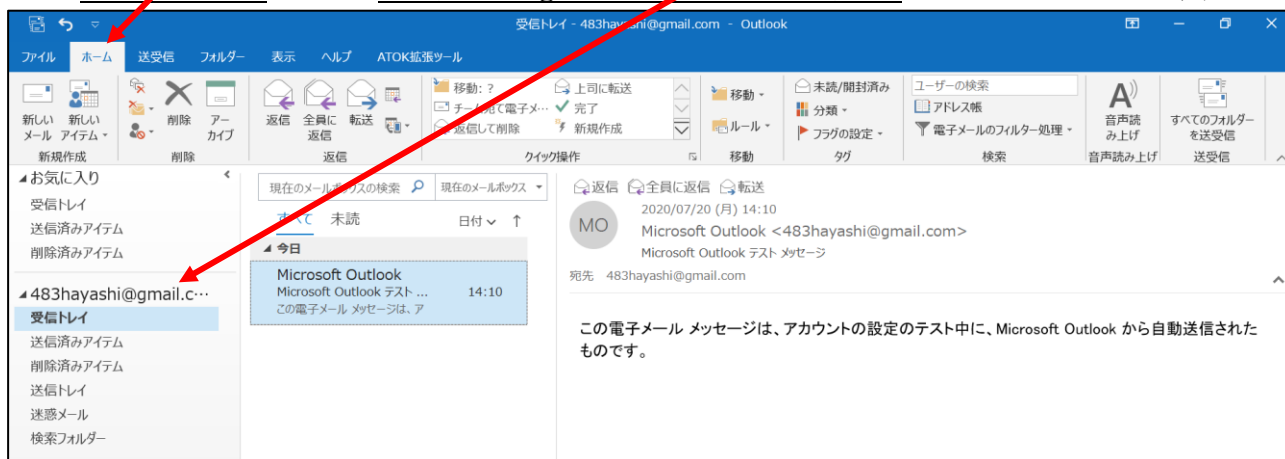 受信トレイ - 483hayashi@gmail.com - Outlook
ファイル ホーム 送受信 フォルダー 表示 ヘルプ ATOK拡張ツール
新しい メール
新しい アイテム
削除
アーカイブ
返信
全員に 返信
転送
移動: ?
チーム宛て電子メ…
返信して削除
上司に転送
完了
新規作成
移動
ルール
未読/開封済み
分類
フラグの設定
ユーザーの検索
アドレス帳
電子メールのフィルター処理
音声読 み上げ
すべてのフォルダー を送受信
新規作成 削除 返信 クイック操作 移動 タグ 検索 音声読み上げ 送受信
お気に入り
受信トレイ
送信済みアイテム
削除済みアイテム
483hayashi@gmail.c…
受信トレイ
送信済みアイテム
削除済みアイテム
送信トレイ
迷惑メール
検索フォルダー
現在のメールボックスの検索 現在のメールボックス
すべて 未読 日付 ↑
今日
Microsoft Outlook
Microsoft Outlook テスト ... 14:10
この電子メール メッセージは、ア
返信 全員に返信 転送
2020/07/20 (月) 14:10
MO
Microsoft Outlook <483hayashi@gmail.com>
Microsoft Outlook テスト メッセージ
宛先 483hayashi@gmail.com
この電子メール メッセージは、アカウントの設定のテスト中に、Microsoft Outlook から自動送信された
ものです。